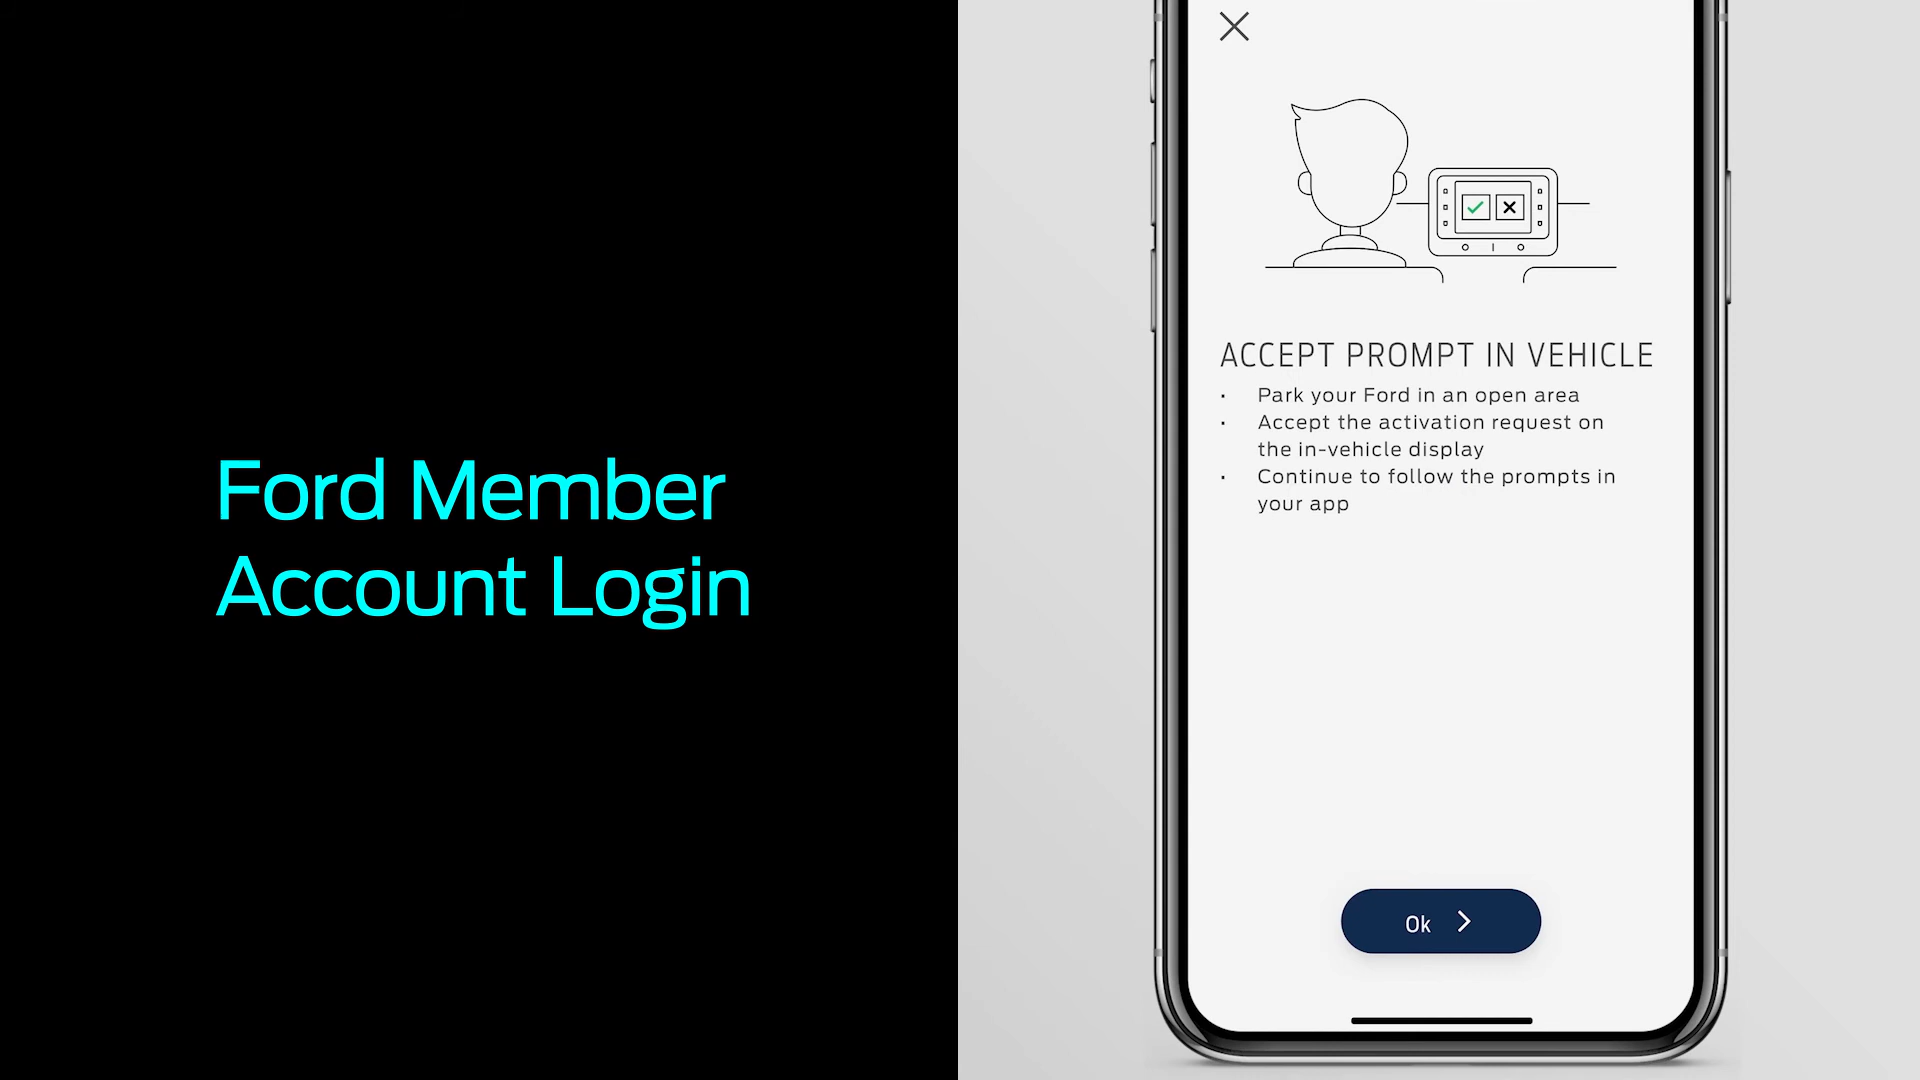 Ford Member
Account Login
ACCEPT PROMPT IN VEHICLE
· Park your Ford in an open area
· Accept the activation request on
the in-vehicle display
· Continue to follow the prompts in
your app
Ok